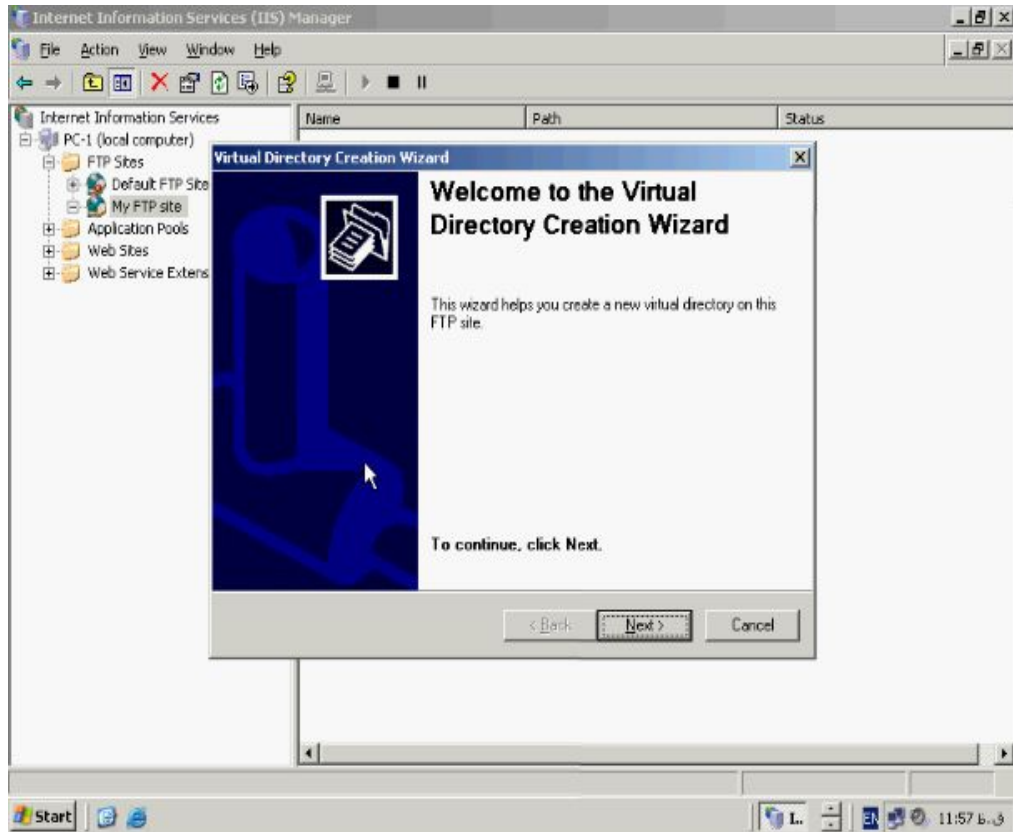 Internet Information Services (IIS) Manager
File Action View Window Help
Internet Information Services
PC-1 (local computer)
FTP Sites
Default FTP Site
My FTP site
Application Pools
Web Sites
Web Service Extens
Name Path Status
Virtual Directory Creation Wizard
Welcome to the Virtual
Directory Creation Wizard
This wizard helps you create a new virtual directory on this
FTP site.
To continue, click Next.
< Back Next > Cancel
Start I... EN 11:57 ق.ظ